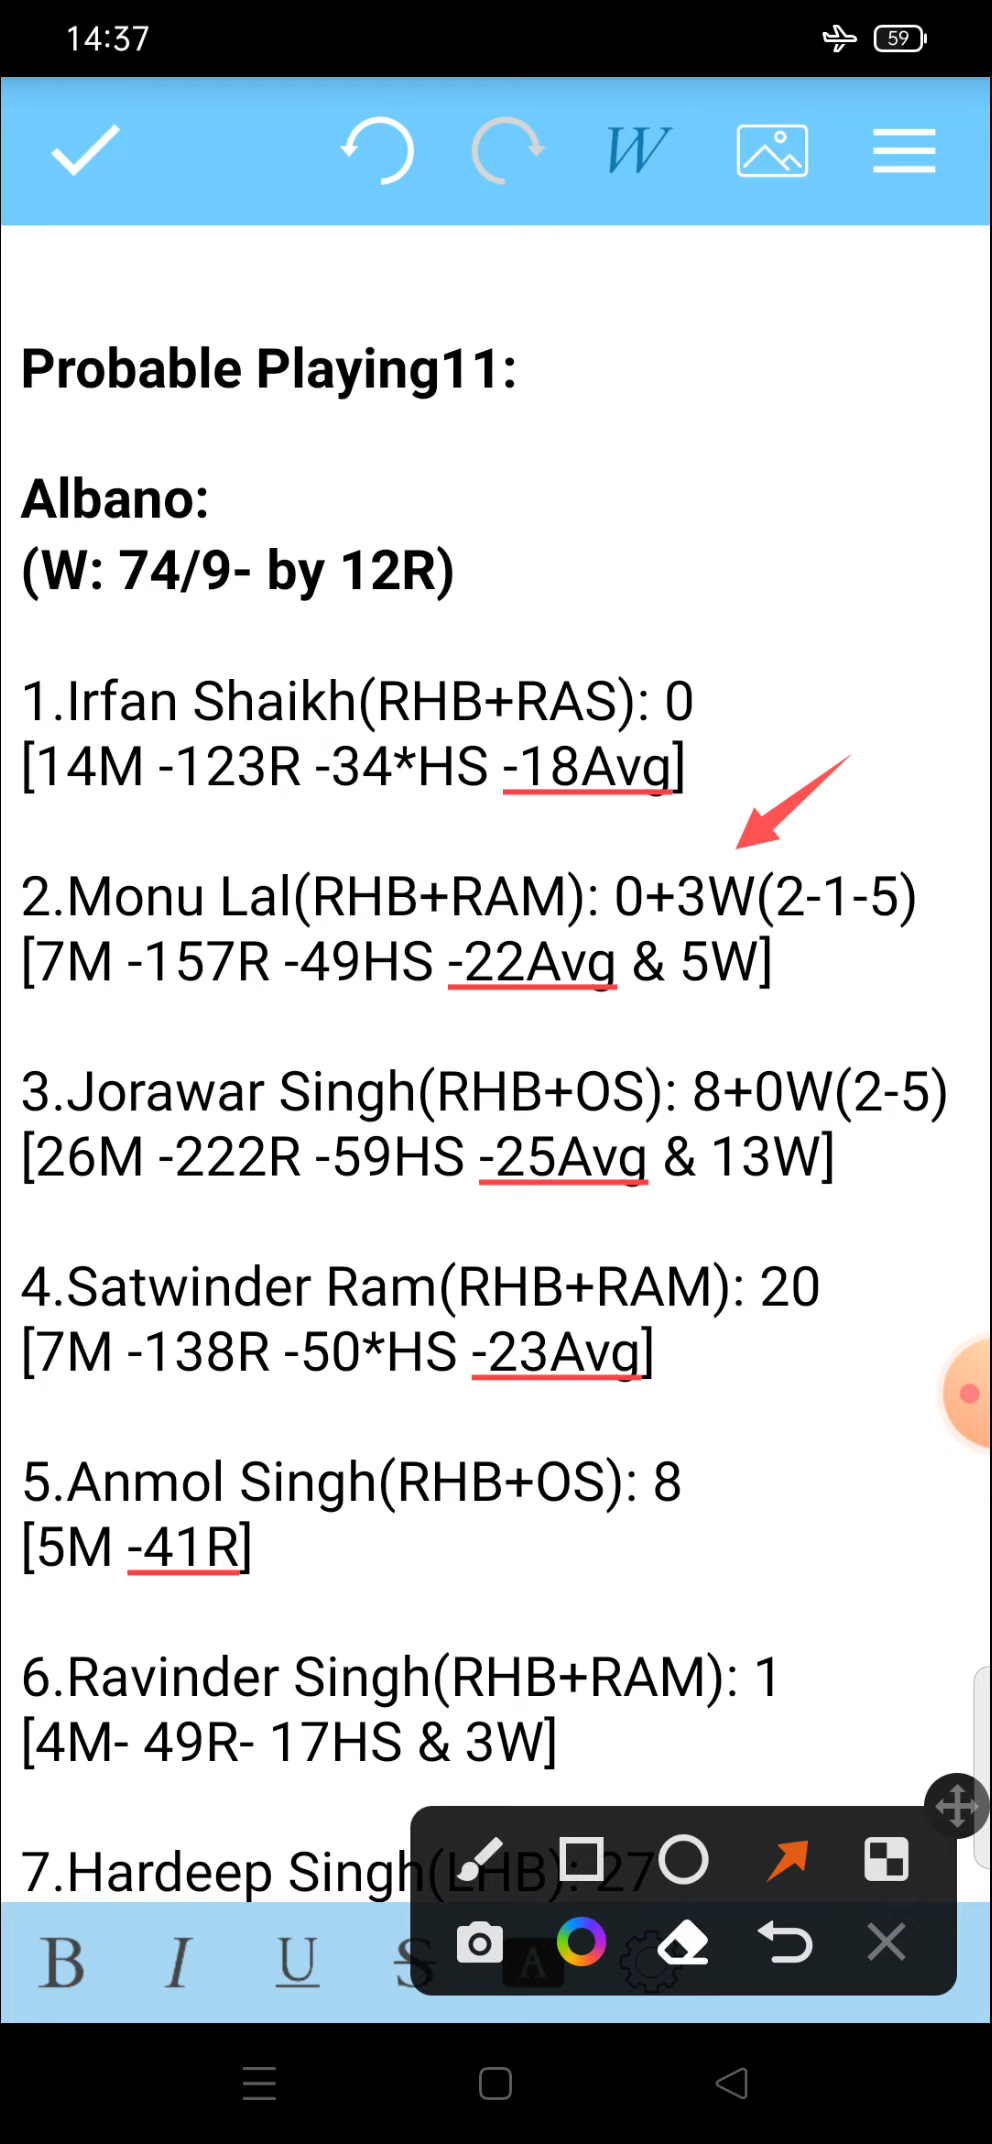 14:37
59
W
Probable Playing11:
Albano:
(W: 74/9- by 12R)
1.Irfan Shaikh(RHB+RAS): 0
[14M -123R -34*HS -18Avg]
2.Monu Lal(RHB+RAM): 0+3W(2-1-5)
[7M -157R -49HS -22Avg & 5W]
3.Jorawar Singh(RHB+OS): 8+0W(2-5)
[26M -222R -59HS -25Avg & 13W]
4.Satwinder Ram(RHB+RAM): 20
[7M -138R -50*HS -23Avg]
5.Anmol Singh(RHB+OS): 8
[5M -41R]
6.Ravinder Singh(RHB+RAM): 1
[4M- 49R- 17HS & 3W]
7.Hardeep Singh(LHB): 27
B I U S A